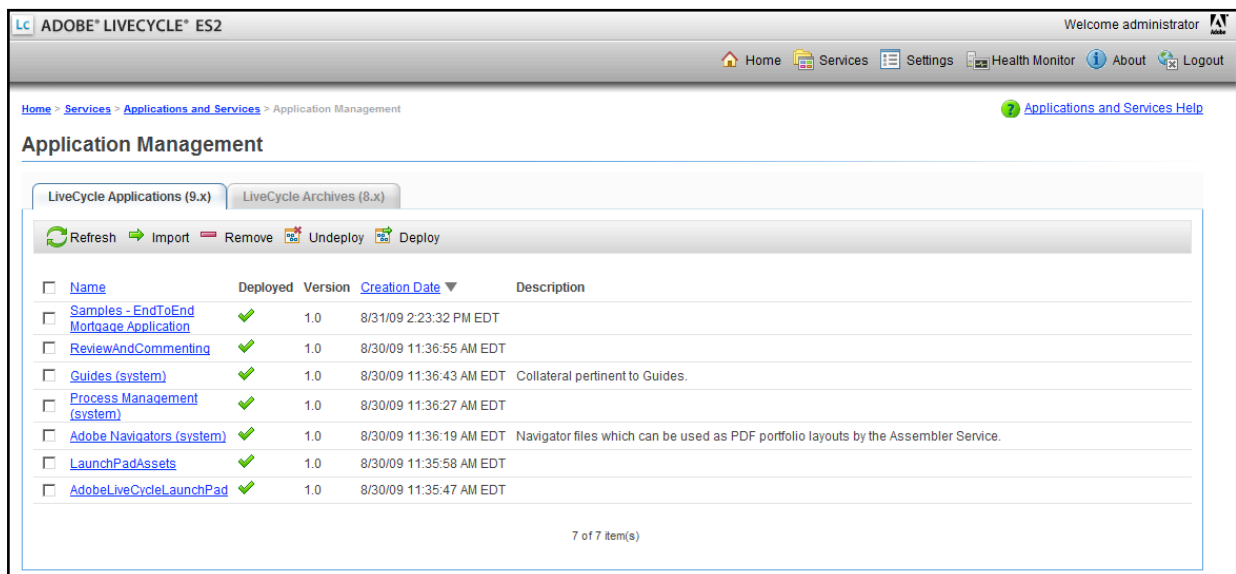 LC ADOBE® LIVECYCLE® ES2 Welcome administrator Adobe
Home Services Settings Health Monitor About Logout
Home > Services > Applications and Services > Application Management ? Applications and Services Help
Application Management
LiveCycle Applications (9.x) LiveCycle Archives (8.x)
Refresh Import Remove Undeploy Deploy
Name Deployed Version Creation Date Description
Samples - EndToEnd
Mortgage Application 1.0 8/31/09 2:23:32 PM EDT
ReviewAndCommenting 1.0 8/30/09 11:36:55 AM EDT
Guides (system) 1.0 8/30/09 11:36:43 AM EDT Collateral pertinent to Guides.
Process Management
(system) 1.0 8/30/09 11:36:27 AM EDT
Adobe Navigators (system) 1.0 8/30/09 11:36:19 AM EDT Navigator files which can be used as PDF portfolio layouts by the Assembler Service.
LaunchPadAssets 1.0 8/30/09 11:35:58 AM EDT
AdobeLiveCycleLaunchPad 1.0 8/30/09 11:35:47 AM EDT
7 of 7 item(s)